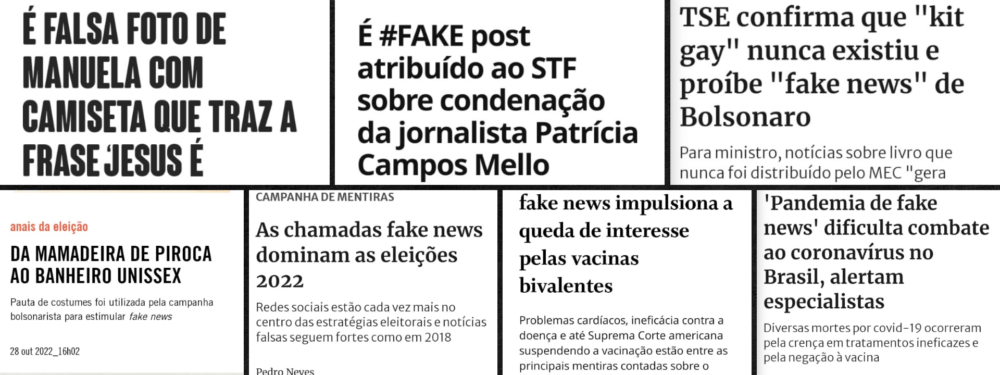 É FALSA FOTO DE
MANUELA COM
CAMISETA QUE TRAZ A
FRASE ‘JESUS É
É #FAKE post
atribuído ao STF
sobre condenação
da jornalista Patrícia
Campos Mello
TSE confirma que "kit
gay" nunca existiu e
proíbe "fake news" de
Bolsonaro
Para ministro, notícias sobre livro que
nunca foi distribuído pelo MEC "gera
anais da eleição
DA MAMADEIRA DE PIROCA
AO BANHEIRO UNISSEX
Pauta de costumes foi utilizada pela campanha
bolsonarista para estimular fake news
28 out 2022_16h02
CAMPANHA DE MENTIRAS
As chamadas fake news
dominam as eleições
2022
Redes sociais estão cada vez mais no
centro das estratégias eleitorais e notícias
falsas seguem fortes como em 2018
Pedro Neves
fake news impulsiona a
queda de interesse
pelas vacinas
bivalentes
Problemas cardíacos, ineficácia contra a
doença e até Suprema Corte americana
suspendendo a vacinação estão entre as
principais mentiras contadas sobre o
'Pandemia de fake
news' dificulta combate
ao coronavírus no
Brasil, alertam
especialistas
Diversas mortes por covid-19 ocorreram
pela crença em tratamentos ineficazes e
pela negação à vacina